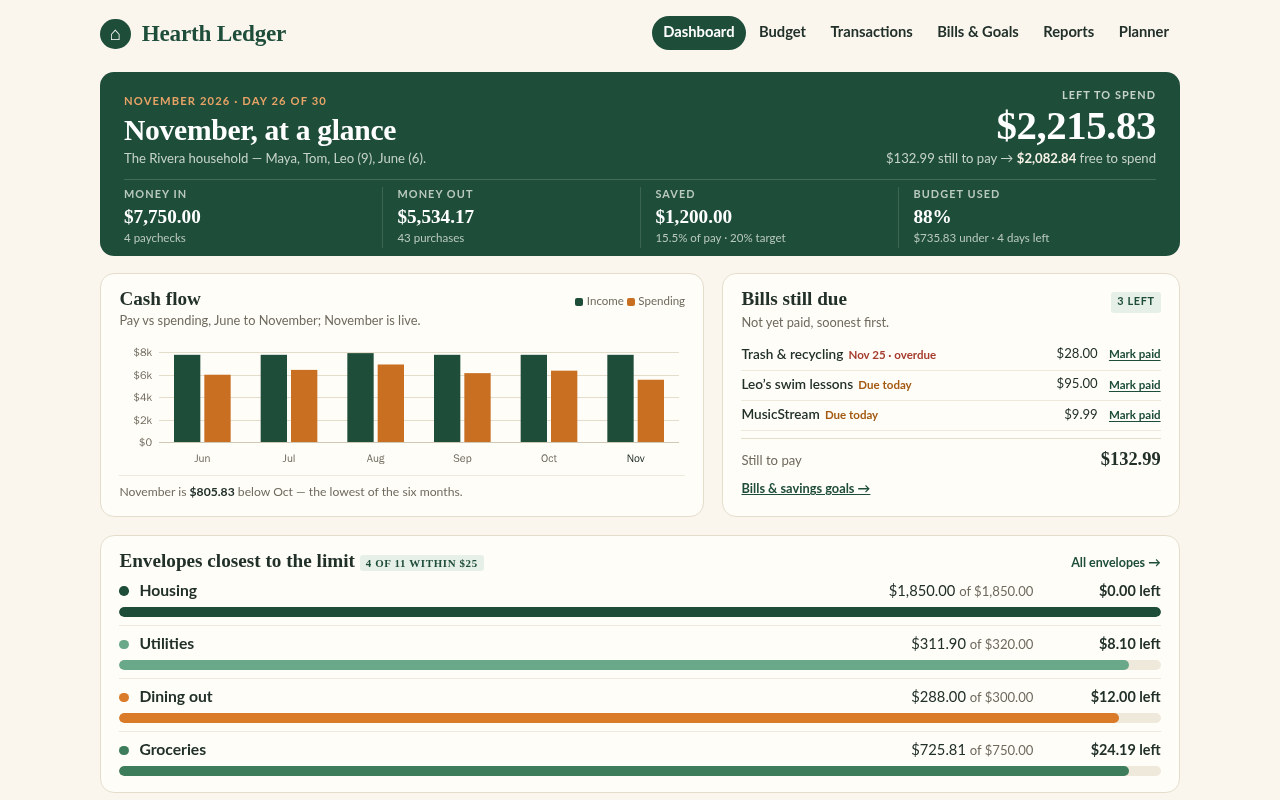 Hearth Ledger
Dashboard Budget Transactions Bills & Goals Reports Planner
NOVEMBER 2026 · DAY 26 OF 30
November, at a glance
The Rivera household — Maya, Tom, Leo (9), June (6).
LEFT TO SPEND
$2,215.83
$132.99 still to pay → $2,082.84 free to spend
MONEY IN
$7,750.00
4 paychecks
MONEY OUT
$5,534.17
43 purchases
SAVED
$1,200.00
15.5% of pay · 20% target
BUDGET USED
88%
$735.83 under · 4 days left
Cash flow
Income Spending
Pay vs spending, June to November; November is live.
$8k
$6k
$4k
$2k
$0
Jun Jul Aug Sep Oct Nov
November is $805.83 below Oct — the lowest of the six months.
Bills still due
3 LEFT
Not yet paid, soonest first.
Trash & recycling Nov 25 · overdue $28.00 Mark paid
Leo’s swim lessons Due today $95.00 Mark paid
MusicStream Due today $9.99 Mark paid
Still to pay $132.99
Bills & savings goals →
Envelopes closest to the limit 4 OF 11 WITHIN $25
All envelopes →
Housing $1,850.00 of $1,850.00 $0.00 left
Utilities $311.90 of $320.00 $8.10 left
Dining out $288.00 of $300.00 $12.00 left
Groceries $725.81 of $750.00 $24.19 left